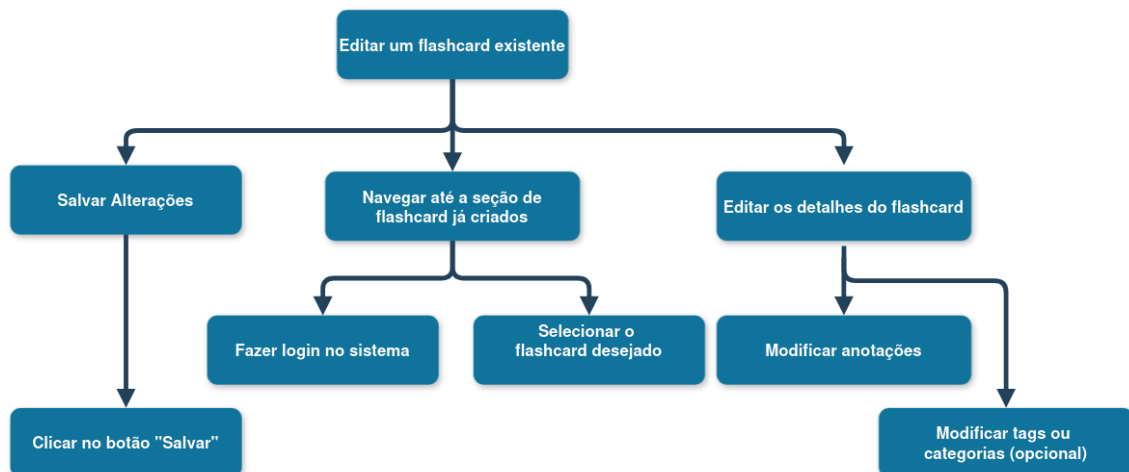 Editar um flashcard existente
Salvar Alterações
Navegar até a seção de
flashcard já criados
Editar os detalhes do flashcard
Fazer login no sistema
Selecionar o
flashcard desejado
Modificar anotações
Clicar no botão "Salvar"
Modificar tags ou
categorias (opcional)